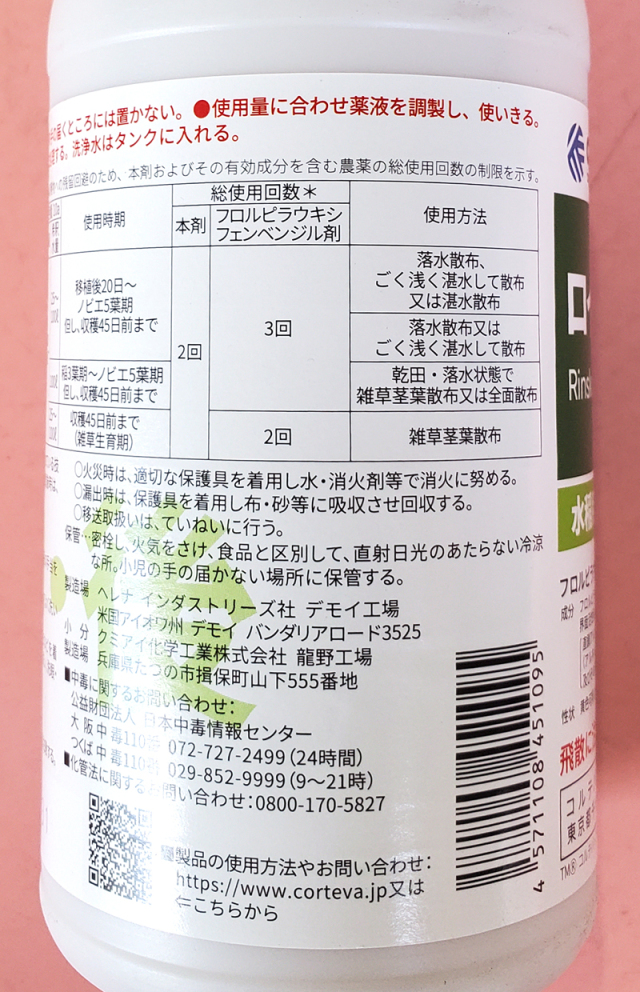 の届くところには置かない。●使用量に合わせ薬液を調製し、使いきる。
する。洗浄水はタンクに入れる。
への残留回避のため、本剤およびその有効成分を含む農薬の総使用回数の制限を示す。
使用時期
総使用回数＊
本剤
フロルピラウキシ
フェンベンジル剤
使用方法
移植後20日～
ノビエ5葉期
但し、収穫45日前まで
2回
3回
落水散布、
ごく浅く湛水して散布
又は湛水散布
落水散布又は
ごく浅く湛水して散布
稲3葉期～ノビエ5葉期
但し、収穫45日前まで
乾田・落水状態で
雑草茎葉散布又は全面散布
収穫45日前まで
(雑草生育期)
2回
雑草茎葉散布
○火災時は、適切な保護具を着用し水・消火剤等で消火に努める。
○漏出時は、保護具を着用し布・砂等に吸収させ回収する。
○移送取扱いは、ていねいに行う。
保管…密栓し、火気をさけ、食品と区別して、直射日光のあたらない冷涼
な所。小児の手の届かない場所に保管する。
製造場 ヘレナ インダストリーズ社 デモイ工場
米国アイオワ州 デモイ バンダリアロード3525
小分製造場 クミアイ化学工業株式会社 龍野工場
兵庫県たつの市揖保町山下555番地
■中毒に関するお問い合わせ：
公益財団法人 日本中毒情報センター
大阪中毒110番 072-727-2499（24時間）
つくば中毒110番 029-852-9999（9～21時）
■化管法に関するお問い合わせ：0800-170-5827
■製品の使用方法やお問い合わせ：
https://www.corteva.jp又は
⇐こちらから
4 571108 451095
ロ
Rinsk
水稲
フロルピラ
成分
性状
飛散に
コルテ
東京都
TM®